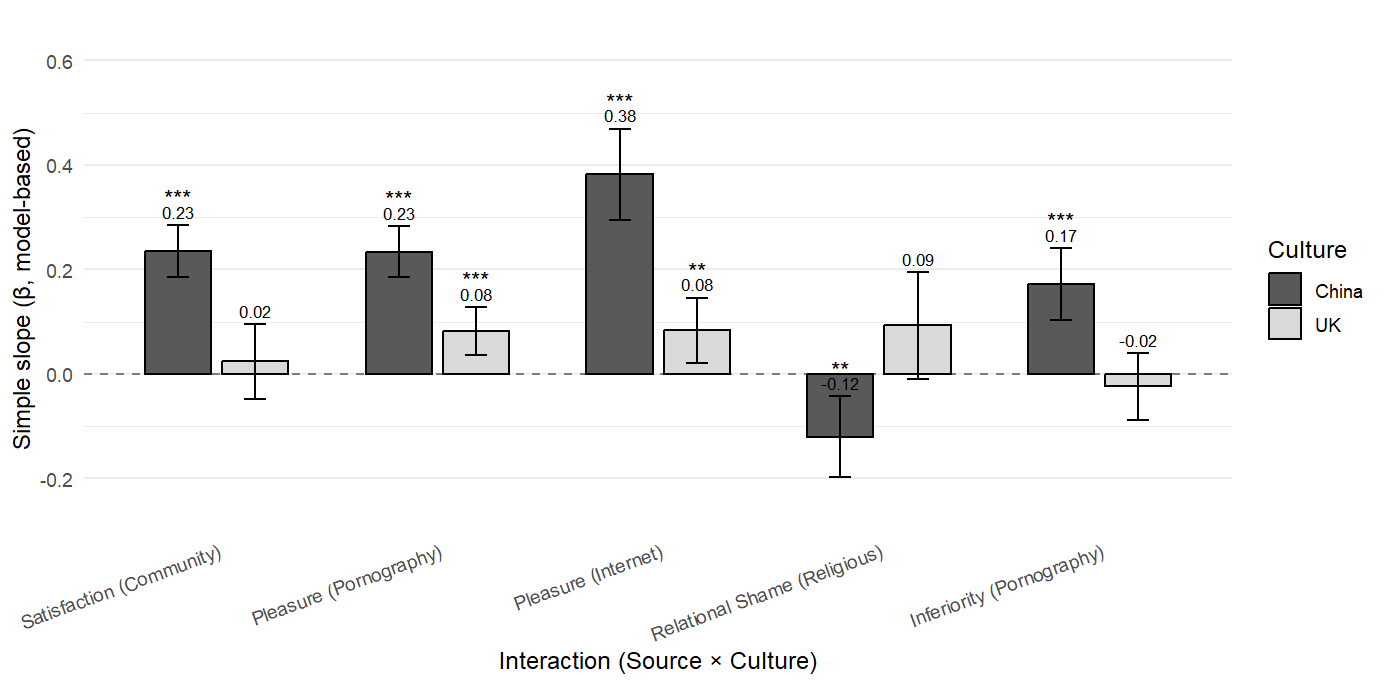 0.6
0.4
0.2
0.0
-0.2
Simple slope (β, model-based)
***
0.23
0.02
***
0.23
***
0.08
***
0.38
**
0.08
**
-0.12
0.09
***
0.17
-0.02
Satisfaction (Community)
Pleasure (Pornography)
Pleasure (Internet)
Relational Shame (Religious)
Inferiority (Pornography)
Interaction (Source × Culture)
Culture
China
UK